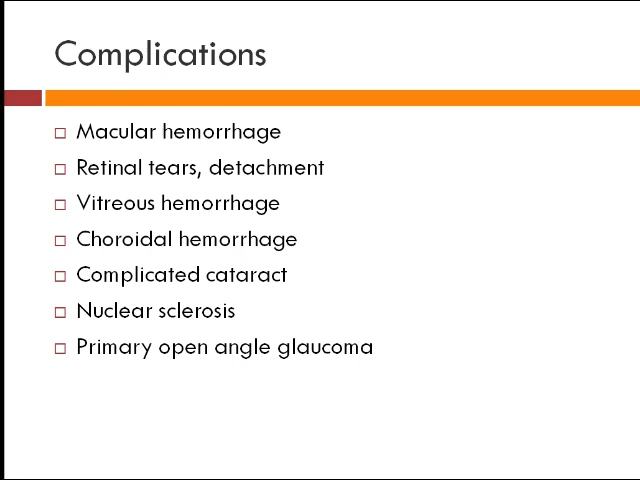 Complications
Macular hemorrhage
Retinal tears, detachment
Vitreous hemorrhage
Choroidal hemorrhage
Complicated cataract
Nuclear sclerosis
Primary open angle glaucoma